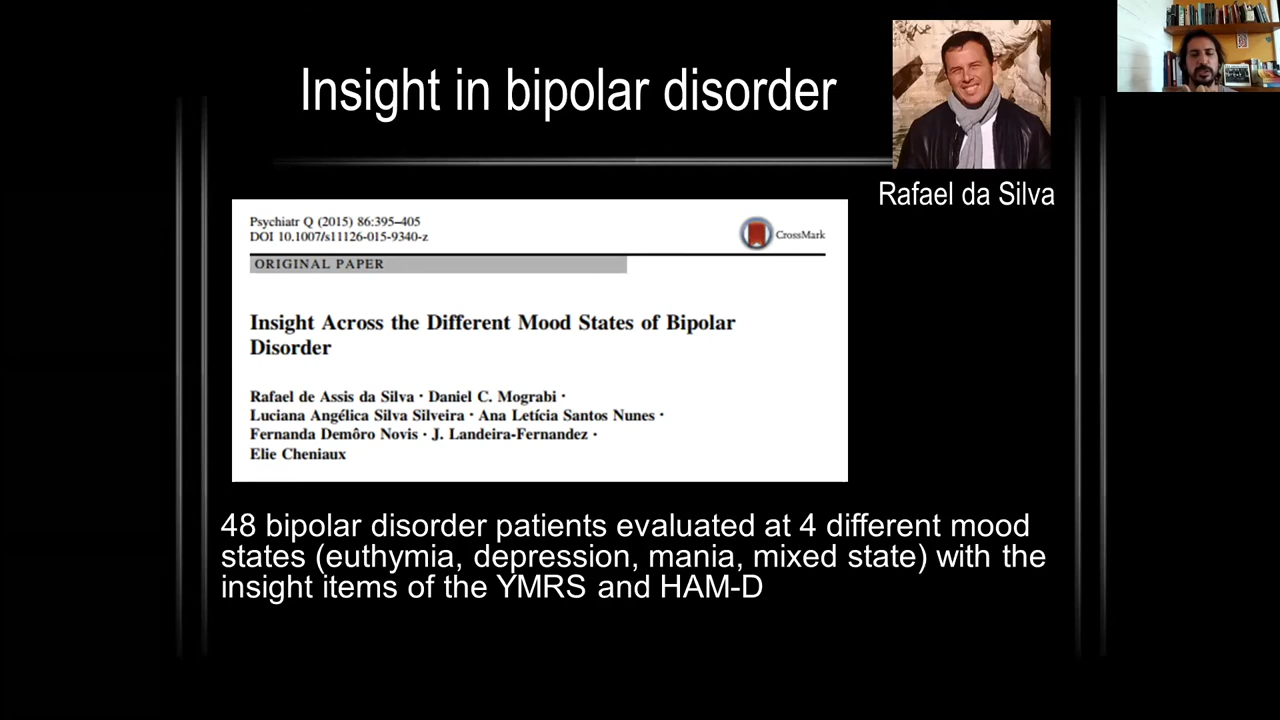 Insight in bipolar disorder
Rafael da Silva
Psychiatr Q (2015) 86:395–405
DOI 10.1007/s11126-015-9340-z
CrossMark
ORIGINAL PAPER
Insight Across the Different Mood States of Bipolar
Disorder
Rafael de Assis da Silva · Daniel C. Mograbi ·
Luciana Angélica Silva Silveira · Ana Letícia Santos Nunes ·
Fernanda Demôro Novis · J. Landeira-Fernandez ·
Elie Cheniaux
48 bipolar disorder patients evaluated at 4 different mood
states (euthymia, depression, mania, mixed state) with the
insight items of the YMRS and HAM-D